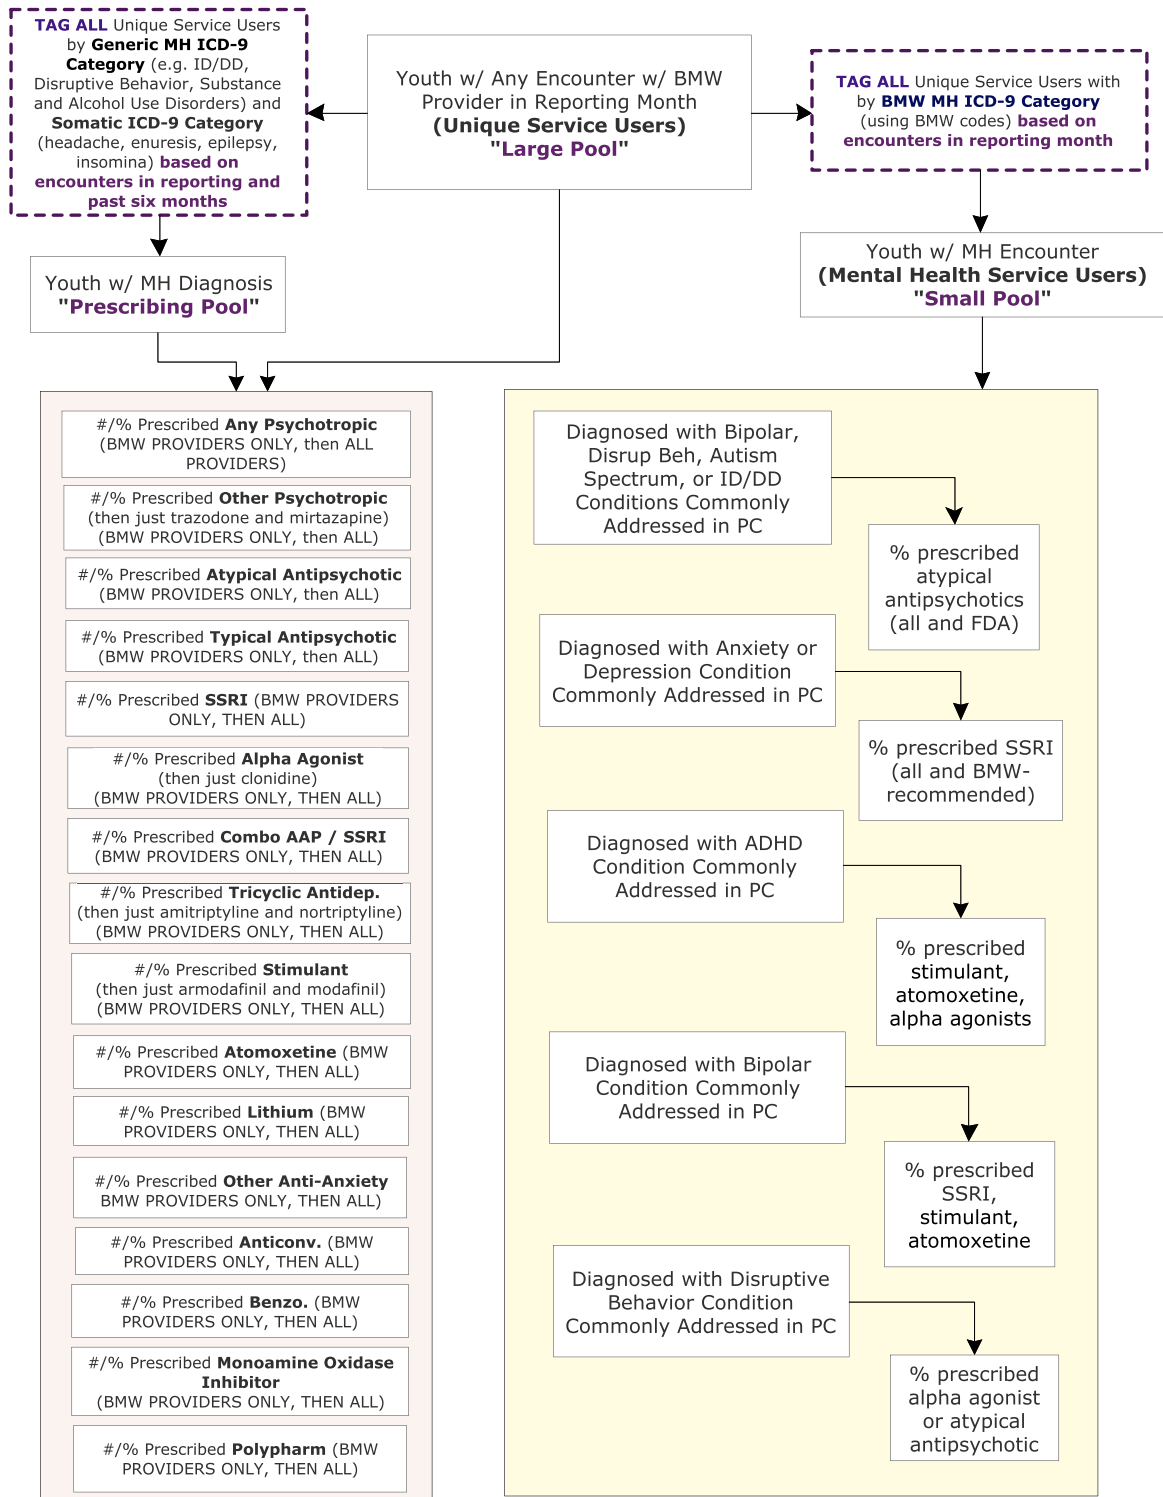 TAG ALL Unique Service Users
by Generic MH ICD-9
Category (e.g. ID/DD,
Disruptive Behavior, Substance
and Alcohol Use Disorders) and
Somatic ICD-9 Category
(headache, enuresis, epilepsy,
insomina) based on
encounters in reporting and
past six months
Youth w/ Any Encounter w/ BMW
Provider in Reporting Month
(Unique Service Users)
"Large Pool"
TAG ALL Unique Service Users with
by BMW MH ICD-9 Category
(using BMW codes) based on
encounters in reporting month
Youth w/ MH Diagnosis
"Prescribing Pool"
Youth w/ MH Encounter
(Mental Health Service Users)
"Small Pool"
#/% Prescribed Any Psychotropic
(BMW PROVIDERS ONLY, then ALL
PROVIDERS)
#/% Prescribed Other Psychotropic
(then just trazodone and mirtazapine)
(BMW PROVIDERS ONLY, then ALL)
#/% Prescribed Atypical Antipsychotic
(BMW PROVIDERS ONLY, then ALL)
#/% Prescribed Typical Antipsychotic
(BMW PROVIDERS ONLY, then ALL)
#/% Prescribed SSRI (BMW PROVIDERS
ONLY, THEN ALL)
#/% Prescribed Alpha Agonist
(then just clonidine)
(BMW PROVIDERS ONLY, THEN ALL)
#/% Prescribed Combo AAP / SSRI
(BMW PROVIDERS ONLY, THEN ALL)
#/% Prescribed Tricyclic Antidep.
(then just amitriptyline and nortriptyline)
(BMW PROVIDERS ONLY, THEN ALL)
#/% Prescribed Stimulant
(then just armodafinil and modafinil)
(BMW PROVIDERS ONLY, THEN ALL)
#/% Prescribed Atomoxetine (BMW
PROVIDERS ONLY, THEN ALL)
#/% Prescribed Lithium (BMW
PROVIDERS ONLY, THEN ALL)
#/% Prescribed Other Anti-Anxiety
BMW PROVIDERS ONLY, THEN ALL)
#/% Prescribed Anticonv. (BMW
PROVIDERS ONLY, THEN ALL)
#/% Prescribed Benzo. (BMW
PROVIDERS ONLY, THEN ALL)
#/% Prescribed Monoamine Oxidase
Inhibitor
(BMW PROVIDERS ONLY, THEN ALL)
#/% Prescribed Polypharm (BMW
PROVIDERS ONLY, THEN ALL)
Diagnosed with Bipolar,
Disrup Beh, Autism
Spectrum, or ID/DD
Conditions Commonly
Addressed in PC
% prescribed
atypical
antipsychotics
(all and FDA)
Diagnosed with Anxiety or
Depression Condition
Commonly Addressed in PC
% prescribed SSRI
(all and BMW-
recommended)
Diagnosed with ADHD
Condition Commonly
Addressed in PC
% prescribed
stimulant,
atomoxetine,
alpha agonists
Diagnosed with Bipolar
Condition Commonly
Addressed in PC
% prescribed
SSRI,
stimulant,
atomoxetine
Diagnosed with Disruptive
Behavior Condition
Commonly Addressed in PC
% prescribed
alpha agonist
or atypical
antipsychotic